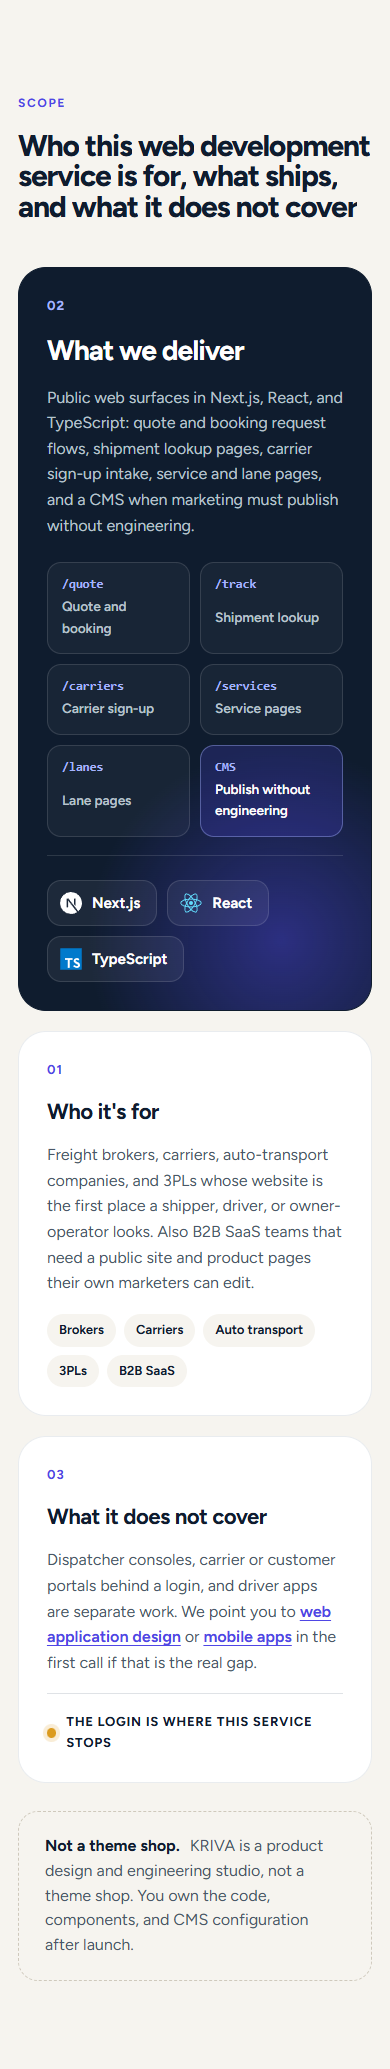 SCOPE
Who this web development
service is for, what ships,
and what it does not cover
02
What we deliver
Public web surfaces in Next.js, React, and
TypeScript: quote and booking request
flows, shipment lookup pages, carrier
sign-up intake, service and lane pages,
and a CMS when marketing must publish
without engineering.
/quote
Quote and
booking
/track
Shipment lookup
/carriers
Carrier sign-up
/services
Service pages
/lanes
Lane pages
CMS
Publish without
engineering
Next.js
React
TS TypeScript
01
Who it's for
Freight brokers, carriers, auto-transport
companies, and 3PLs whose website is
the first place a shipper, driver, or owner-
operator looks. Also B2B SaaS teams that
need a public site and product pages
their own marketers can edit.
Brokers Carriers Auto transport
3PLs B2B SaaS
03
What it does not cover
Dispatcher consoles, carrier or customer
portals behind a login, and driver apps
are separate work. We point you to web
application design or mobile apps in the
first call if that is the real gap.
THE LOGIN IS WHERE THIS SERVICE
STOPS
Not a theme shop. KRIVA is a product
design and engineering studio, not a
theme shop. You own the code,
components, and CMS configuration
after launch.